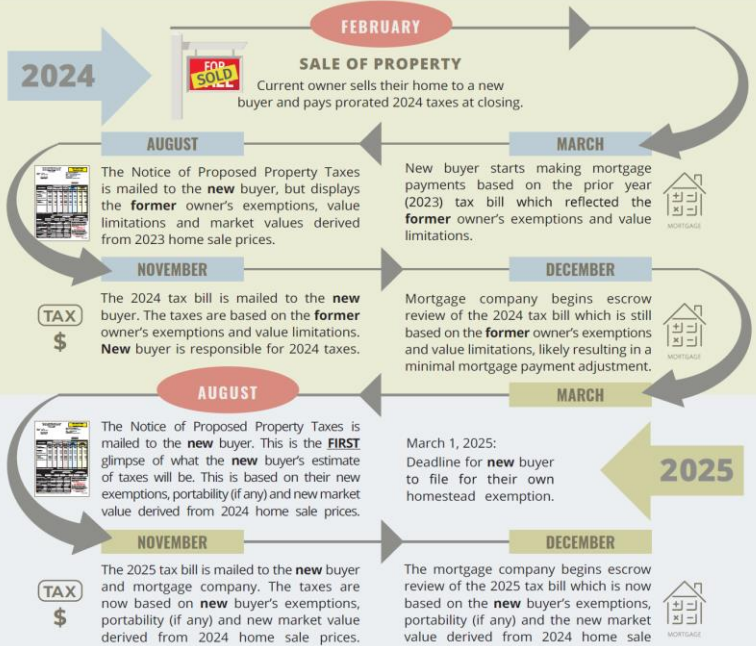 FEBRUARY
2024
FOR
SOLD
SALE OF PROPERTY
Current owner sells their home to a new
buyer and pays prorated 2024 taxes at closing.
MARCH
New buyer starts making mortgage
payments based on the prior year
(2023) tax bill which reflected the
former owner's exemptions and value
limitations.
MORTGAGE
AUGUST
The Notice of Proposed Property Taxes
is mailed to the new buyer, but displays
the former owner's exemptions, value
limitations and market values derived
from 2023 home sale prices.
NOVEMBER
TAX
$
The 2024 tax bill is mailed to the new
buyer. The taxes are based on the former
owner's exemptions and value limitations.
New buyer is responsible for 2024 taxes.
DECEMBER
Mortgage company begins escrow
review of the 2024 tax bill which is still
based on the former owner's exemptions
and value limitations, likely resulting in a
minimal mortgage payment adjustment.
MORTGAGE
MARCH
2025
March 1, 2025:
Deadline for new buyer
to file for their own
homestead exemption.
AUGUST
The Notice of Proposed Property Taxes is
mailed to the new buyer. This is the FIRST
glimpse of what the new buyer's estimate
of taxes will be. This is based on their new
exemptions, portability (if any) and new market
value derived from 2024 home sale prices.
NOVEMBER
TAX
$
The 2025 tax bill is mailed to the new buyer
and mortgage company. The taxes are
now based on new buyer's exemptions,
portability (if any) and new market value
derived from 2024 home sale prices.
DECEMBER
The mortgage company begins escrow
review of the 2025 tax bill which is now
based on the new buyer's exemptions,
portability (if any) and the new market
value derived from 2024 home sale
MORTGAGE